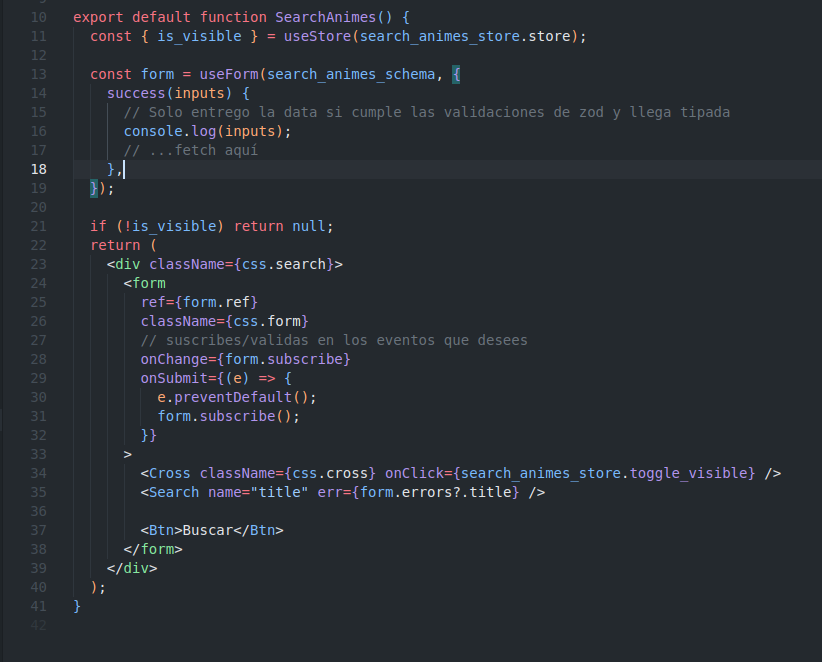 10 export default function SearchAnimes() {
11   const { is_visible } = useStore(search_animes_store.store);
12
13   const form = useForm(search_animes_schema, {
14     success(inputs) {
15       // Solo entrego la data si cumple las validaciones de zod y llega tipada
16       console.log(inputs);
17       // ...fetch aquí
18     },
19   });
20
21   if (!is_visible) return null;
22   return (
23     <div className={css.search}>
24       <form
25         ref={form.ref}
26         className={css.form}
27         // suscribes/validas en los eventos que desees
28         onChange={form.subscribe}
29         onSubmit={(e) => {
30           e.preventDefault();
31           form.subscribe();
32         }}
33       >
34         <Cross className={css.cross} onClick={search_animes_store.toggle_visible} />
35         <Search name="title" err={form.errors?.title} />
36
37         <Btn>Buscar</Btn>
38       </form>
39     </div>
40   );
41 }
42